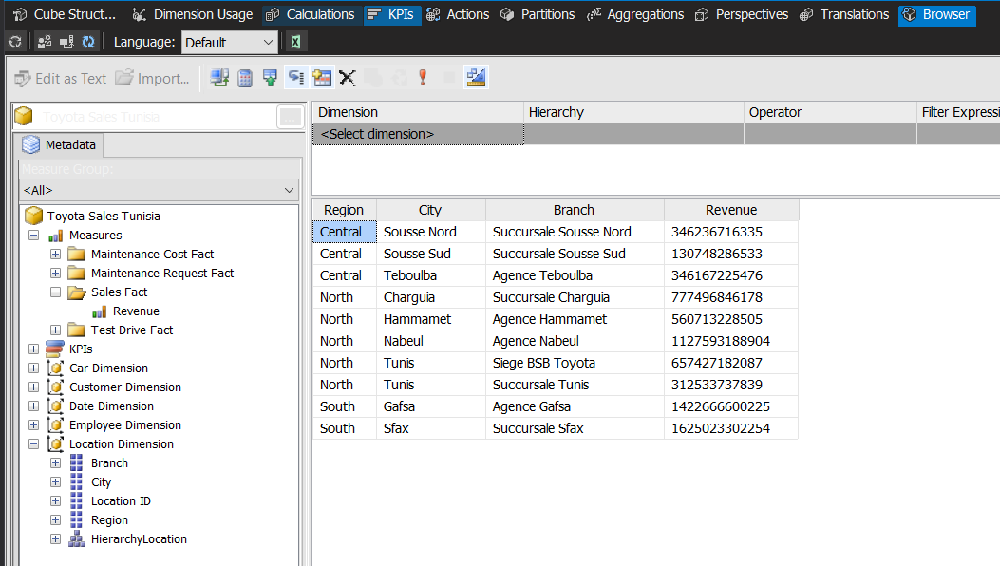 Cube Struct... Dimension Usage Calculations KPIs Actions Partitions Aggregations Perspectives Translations Browser
Language: Default
Edit as Text Import...
Toyota Sales Tunisia ...
Metadata
Measure Group:
<All>
Toyota Sales Tunisia
Measures
Maintenance Cost Fact
Maintenance Request Fact
Sales Fact
Revenue
Test Drive Fact
KPIs
Car Dimension
Customer Dimension
Date Dimension
Employee Dimension
Location Dimension
Branch
City
Location ID
Region
HierarchyLocation
Dimension Hierarchy Operator Filter Expressi
<Select dimension>
Region City Branch Revenue
Central Sousse Nord Succursale Sousse Nord 346236716335
Central Sousse Sud Succursale Sousse Sud 130748286533
Central Teboulba Agence Teboulba 346167225476
North Charguia Succursale Charguia 777496846178
North Hammamet Agence Hammamet 560713228505
North Nabeul Agence Nabeul 1127593188904
North Tunis Siege BSB Toyota 657427182087
North Tunis Succursale Tunis 312533737839
South Gafsa Agence Gafsa 1422666600225
South Sfax Succursale Sfax 1625023302254